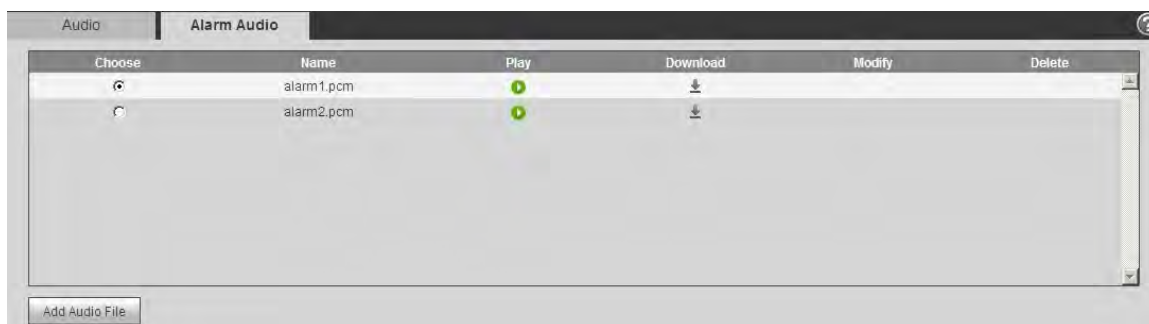 Audio Alarm Audio ?
Choose Name Play Download Modify Delete
alarm1.pcm
alarm2.pcm
Add Audio File